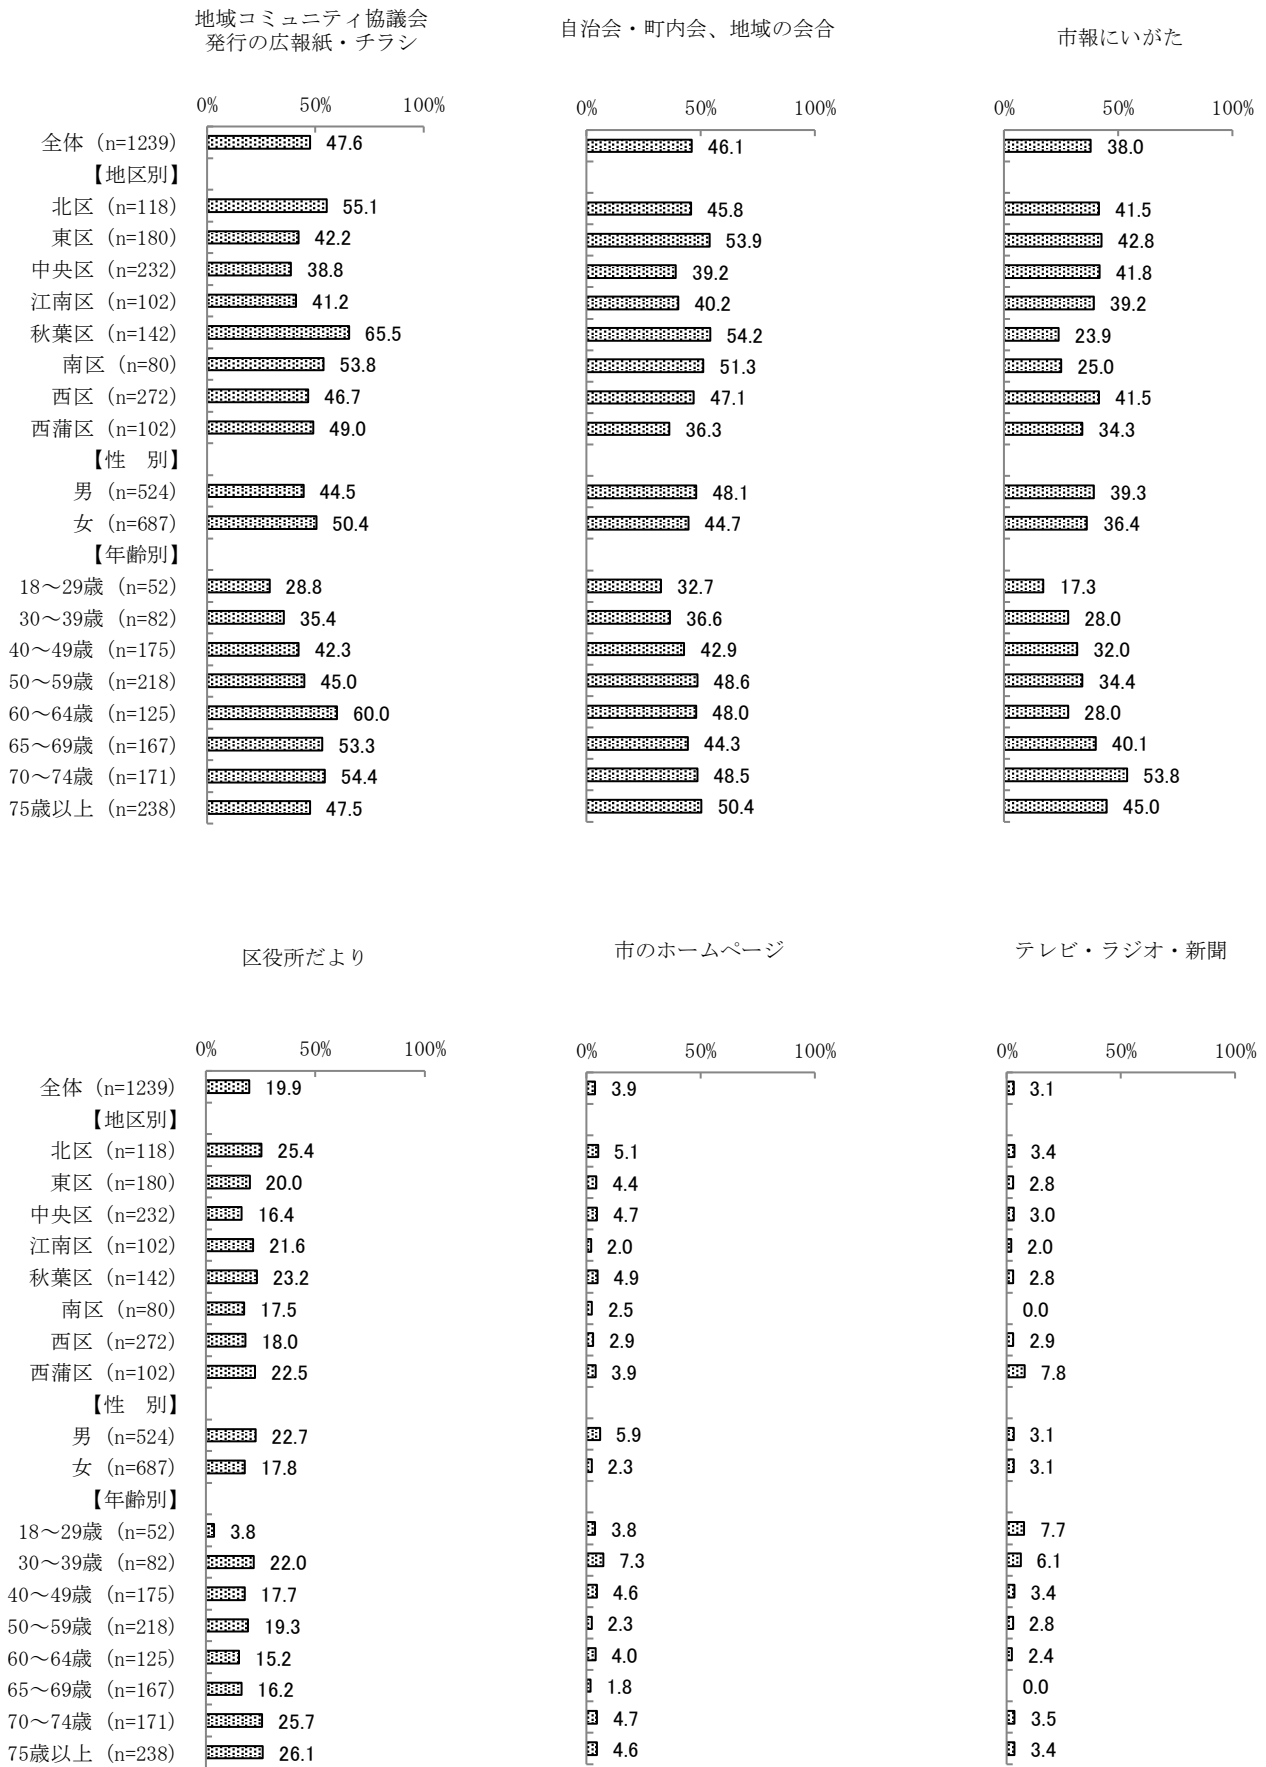 地域コミュニティ協議会
発行の広報紙・チラシ
自治会・町内会、地域の会合
市報にいがた
0% 50% 100% 0% 50% 100% 0% 50% 100%
全体（n=1239） 47.6 46.1 38.0
【地区別】
北区（n=118） 55.1 45.8 41.5
東区（n=180） 42.2 53.9 42.8
中央区（n=232） 38.8 39.2 41.8
江南区（n=102） 41.2 40.2 39.2
秋葉区（n=142） 65.5 54.2 23.9
南区（n=80） 53.8 51.3 25.0
西区（n=272） 46.7 47.1 41.5
西蒲区（n=102） 49.0 36.3 34.3
【性　別】
男（n=524） 44.5 48.1 39.3
女（n=687） 50.4 44.7 36.4
【年齢別】
18～29歳（n=52） 28.8 32.7 17.3
30～39歳（n=82） 35.4 36.6 28.0
40～49歳（n=175） 42.3 42.9 32.0
50～59歳（n=218） 45.0 48.6 34.4
60～64歳（n=125） 60.0 48.0 28.0
65～69歳（n=167） 53.3 44.3 40.1
70～74歳（n=171） 54.4 48.5 53.8
75歳以上（n=238） 47.5 50.4 45.0
区役所だより 市のホームページ テレビ・ラジオ・新聞
0% 50% 100% 0% 50% 100% 0% 50% 100%
全体（n=1239） 19.9 3.9 3.1
【地区別】
北区（n=118） 25.4 5.1 3.4
東区（n=180） 20.0 4.4 2.8
中央区（n=232） 16.4 4.7 3.0
江南区（n=102） 21.6 2.0 2.0
秋葉区（n=142） 23.2 4.9 2.8
南区（n=80） 17.5 2.5 0.0
西区（n=272） 18.0 2.9 2.9
西蒲区（n=102） 22.5 3.9 7.8
【性　別】
男（n=524） 22.7 5.9 3.1
女（n=687） 17.8 2.3 3.1
【年齢別】
18～29歳（n=52） 3.8 3.8 7.7
30～39歳（n=82） 22.0 7.3 6.1
40～49歳（n=175） 17.7 4.6 3.4
50～59歳（n=218） 19.3 2.3 2.8
60～64歳（n=125） 15.2 4.0 2.4
65～69歳（n=167） 16.2 1.8 0.0
70～74歳（n=171） 25.7 4.7 3.5
75歳以上（n=238） 26.1 4.6 3.4